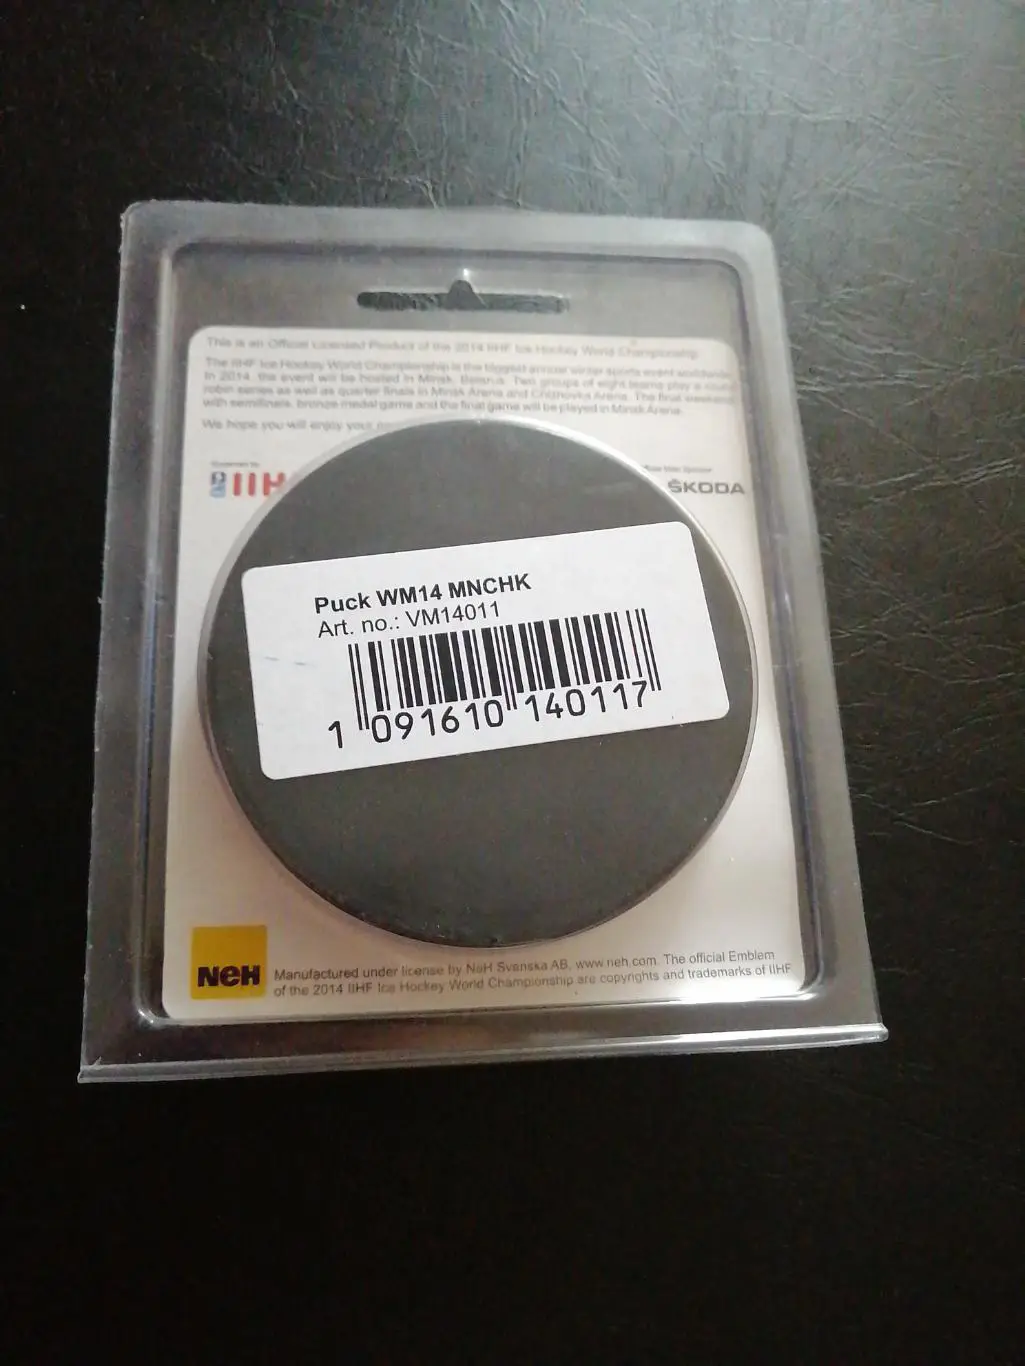 This is an Official Licensed Product of the 2014 IIHF Ice Hockey World Championship.
The IIHF Ice Hockey World Championship is the biggest annual winter sports event worldwide.
In 2014, the event will be hosted in Minsk, Belarus. Two groups of eight teams play a round
robin series as well as quarter finals in Minsk Arena and Chizhovka Arena. The final weekend
with semifinals, bronze medal game and the final game will be played in Minsk Arena.
We hope you will enjoy your
IIH
ŠKODA
Puck WM14 MNCHK
Art. no.: VM14011
1 091610 140117
NeH
Manufactured under license by NeH Svenska AB, www.neh.com. The official Emblem
of the 2014 IIHF Ice Hockey World Championship are copyrights and trademarks of IIHF